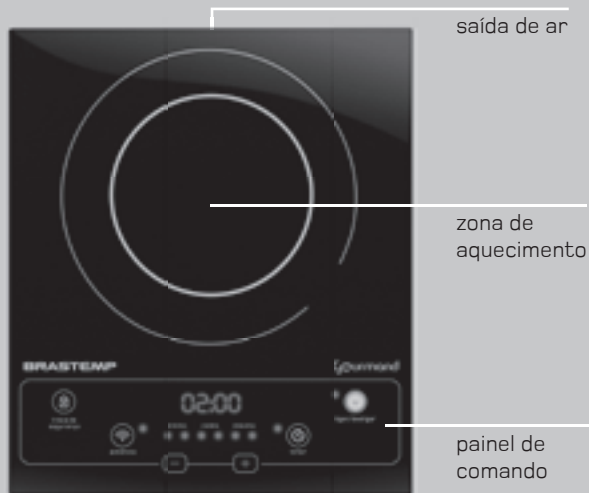 saída de ar
zona de
aquecimento
BRASTEMP
Gourmand
02:00
painel de
comando